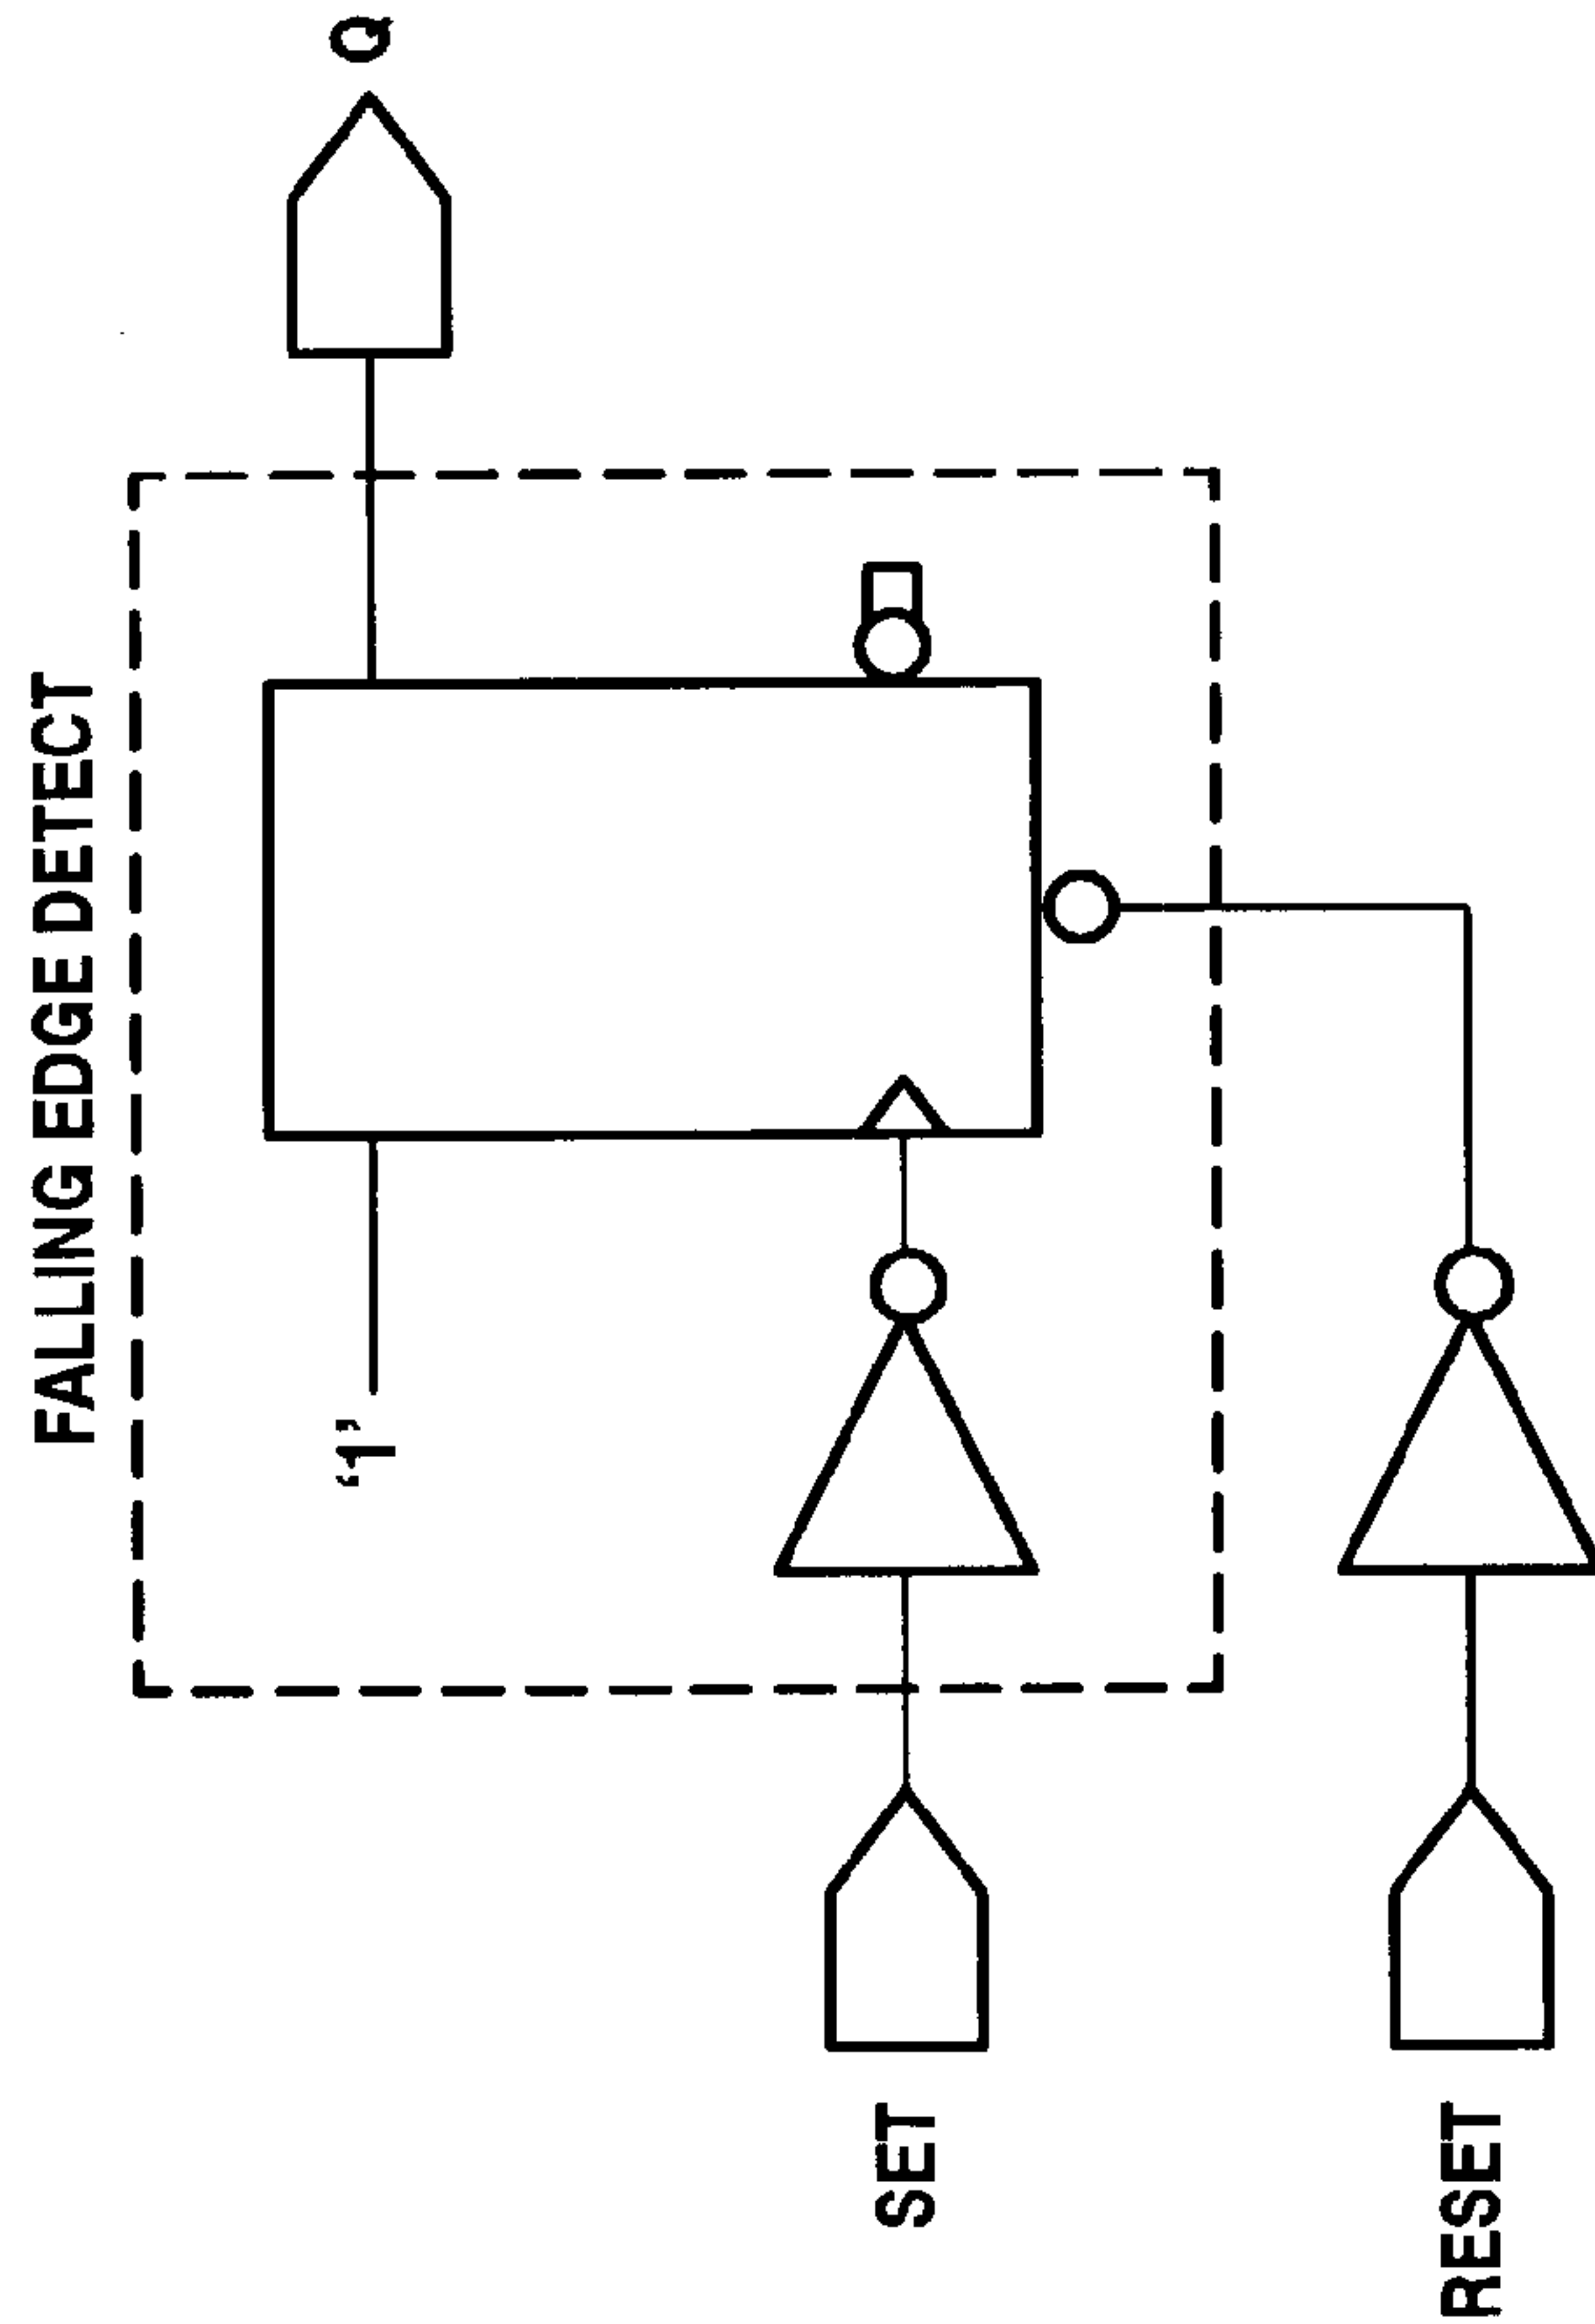 FALLING EDGE DETECT
Q
“1”
SET
RESET